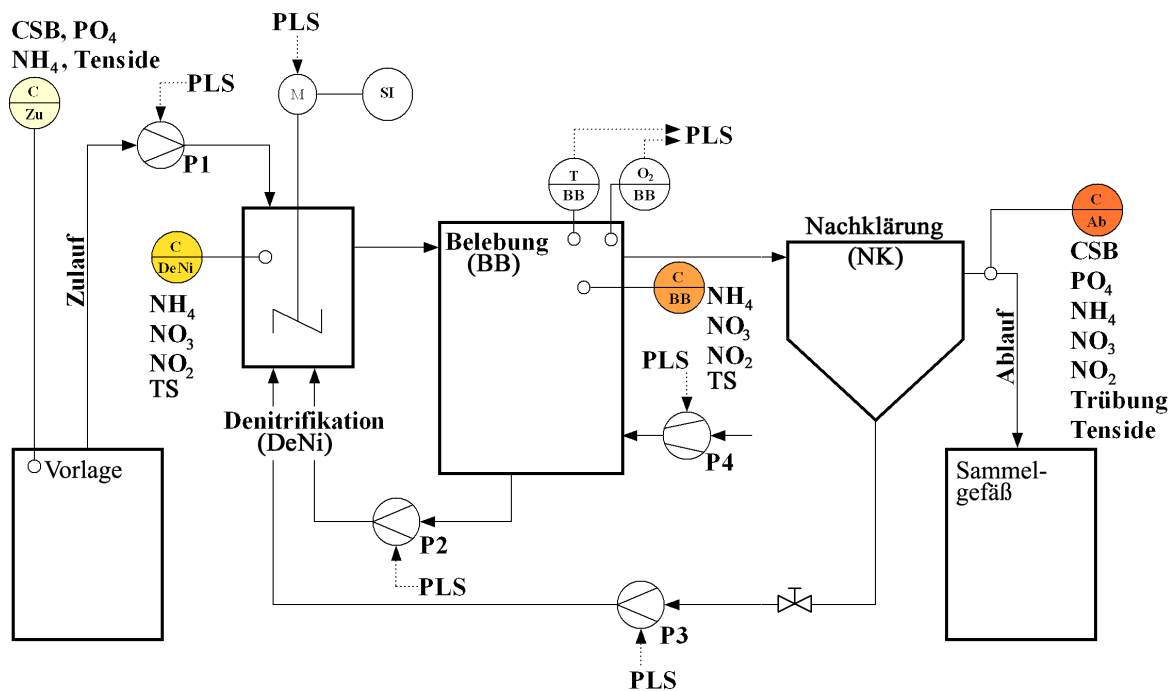 CSB, PO₄
NH₄, Tenside
C
Zu
PLS
P1
PLS
M
SI
Zulauf
C
DeNi
NH₄
NO₃
NO₂
TS
Denitrifikation
(DeNi)
Vorlage
Belebung
(BB)
T
BB
O₂
BB
PLS
C
BB
NH₄
NO₃
NO₂
TS
PLS
P4
P2
PLS
P3
PLS
Nachklärung
(NK)
C
Ab
CSB
PO₄
NH₄
NO₃
NO₂
Trübung
Tenside
Ablauf
Sammel-
gefäß